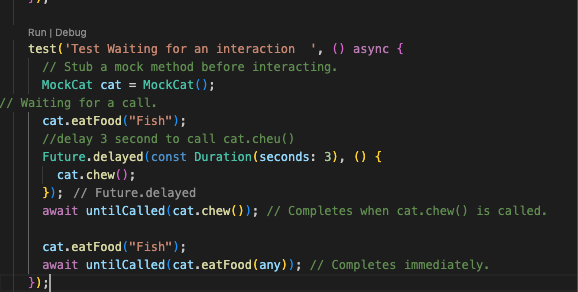 });
Run | Debug
test('Test Waiting for an interaction  ', () async {
// Stub a mock method before interacting.
MockCat cat = MockCat();
// Waiting for a call.
cat.eatFood("Fish");
//delay 3 second to call cat.cheu()
Future.delayed(const Duration(seconds: 3), () {
cat.chew();
}); // Future.delayed
await untilCalled(cat.chew()); // Completes when cat.chew() is called.
cat.eatFood("Fish");
await untilCalled(cat.eatFood(any)); // Completes immediately.
});